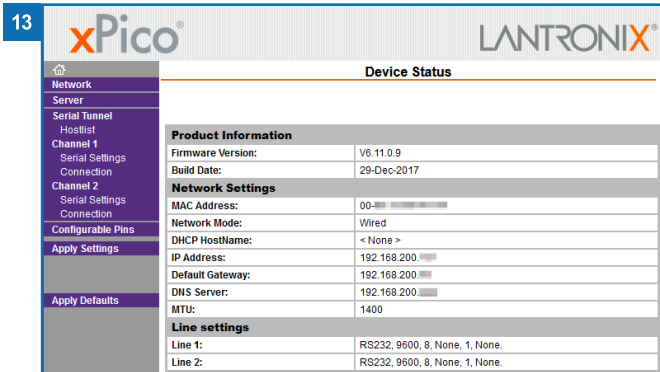 13
xPico®
LANTRONIX®
Device Status
Network
Server
Serial Tunnel
Hostlist
Channel 1
Serial Settings
Connection
Channel 2
Serial Settings
Connection
Configurable Pins
Apply Settings
Apply Defaults
Product Information
Firmware Version: V6.11.0.9
Build Date: 29-Dec-2017
Network Settings
MAC Address: 00-
Network Mode: Wired
DHCP HostName: < None >
IP Address: 192.168.200.
Default Gateway: 192.168.200.
DNS Server: 192.168.200.
MTU: 1400
Line settings
Line 1: RS232, 9600, 8, None, 1, None.
Line 2: RS232, 9600, 8, None, 1, None.